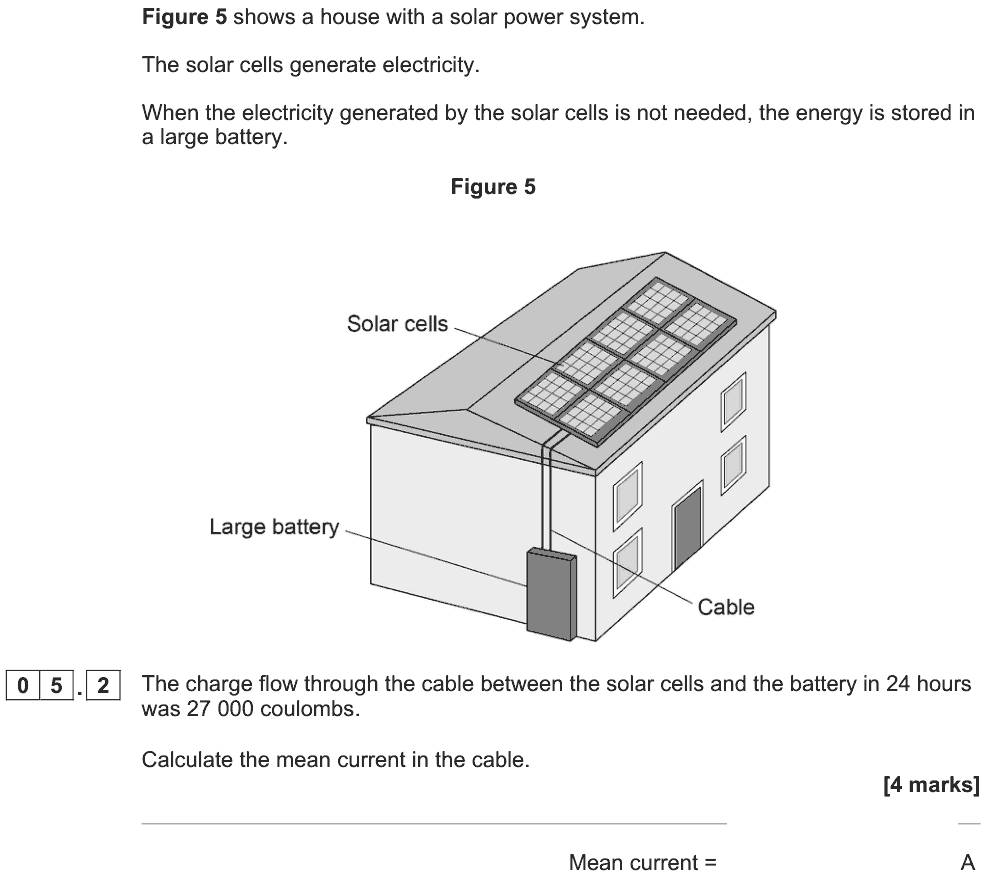 Figure 5 shows a house with a solar power system.
The solar cells generate electricity.
When the electricity generated by the solar cells is not needed, the energy is stored in
a large battery.
Figure 5
Solar cells
Large battery
Cable
0 5 . 2 The charge flow through the cable between the solar cells and the battery in 24 hours
was 27 000 coulombs.
Calculate the mean current in the cable.
[4 marks]
Mean current = A